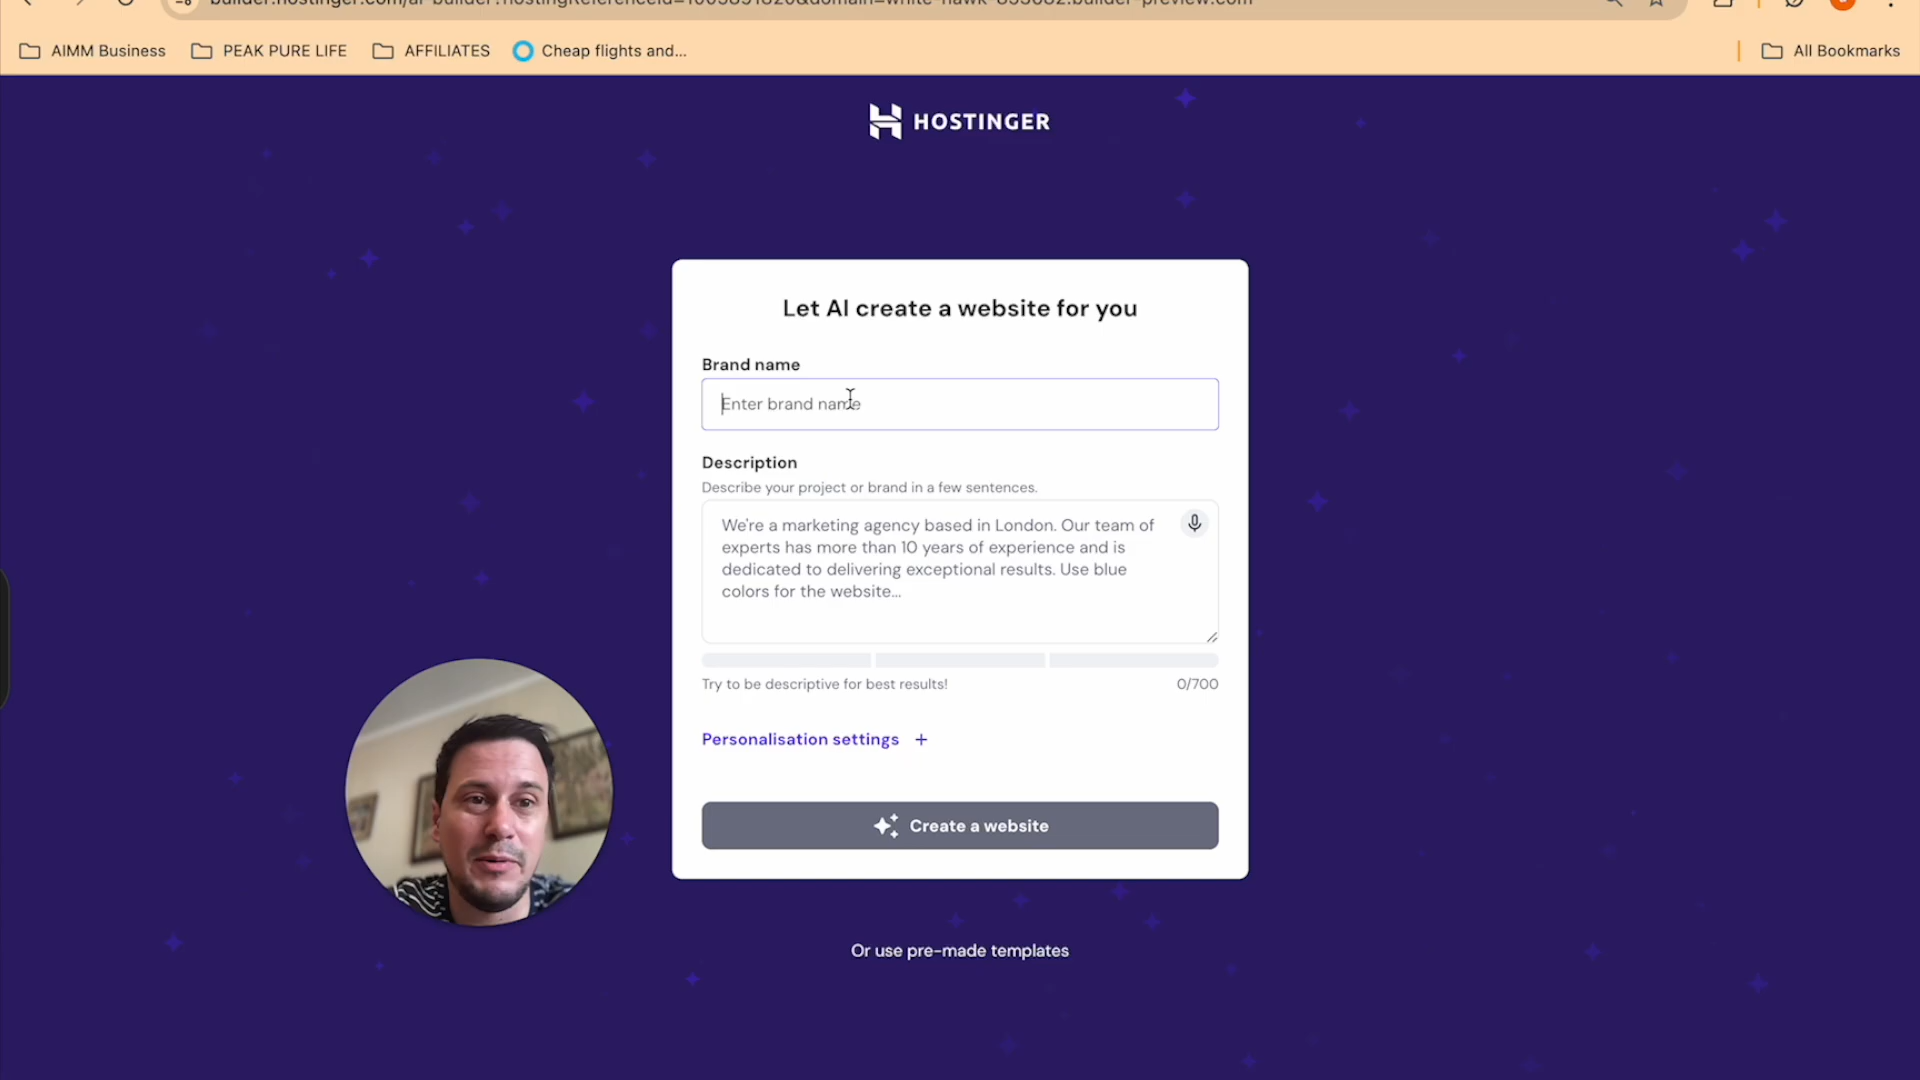 AIMM Business
PEAK PURE LIFE
AFFILIATES
Cheap flights and...
All Bookmarks
HOSTINGER
Let AI create a website for you
Brand name
Enter brand name
Description
Describe your project or brand in a few sentences.
We're a marketing agency based in London. Our team of
experts has more than 10 years of experience and is
dedicated to delivering exceptional results. Use blue
colors for the website...
Try to be descriptive for best results!
0/700
Personalisation settings +
Create a website
Or use pre-made templates